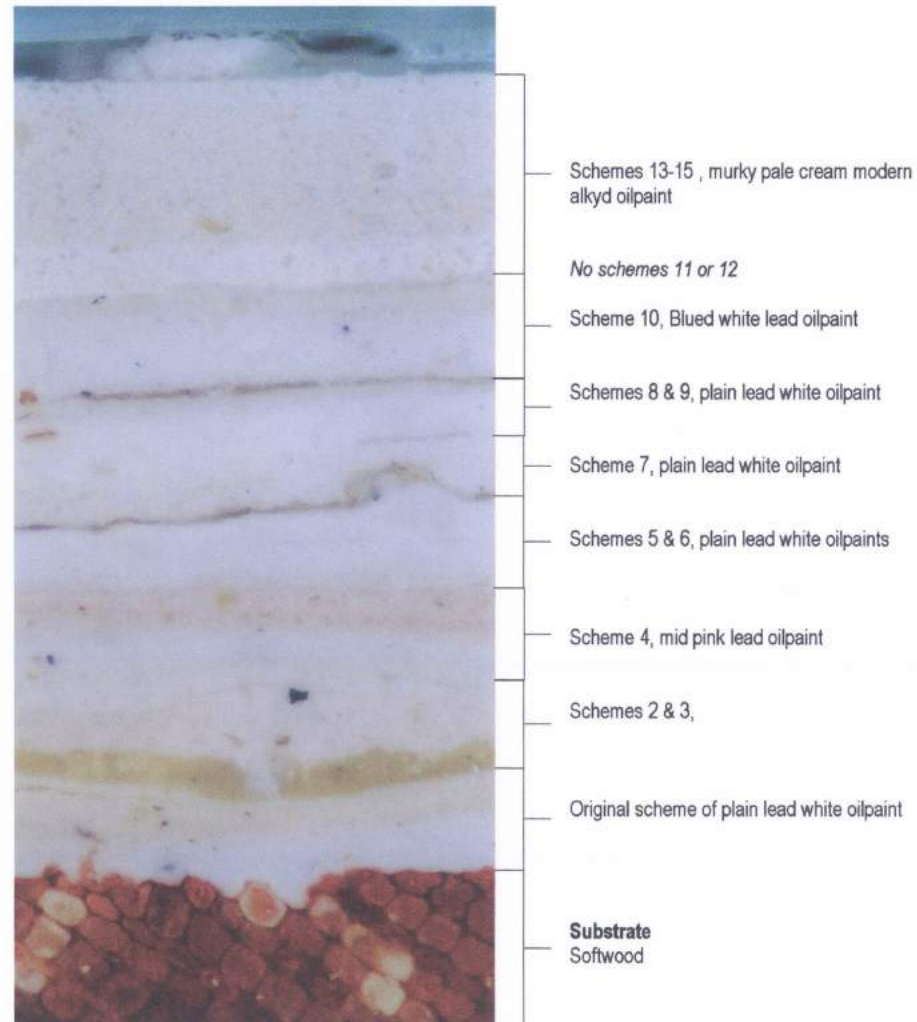 Schemes 13-15 , murky pale cream modern
alkyd oilpaint
No schemes 11 or 12
Scheme 10, Blued white lead oilpaint
Schemes 8 & 9, plain lead white oilpaint
Scheme 7, plain lead white oilpaint
Schemes 5 & 6, plain lead white oilpaints
Scheme 4, mid pink lead oilpaint
Schemes 2 & 3,
Original scheme of plain lead white oilpaint
Substrate
Softwood